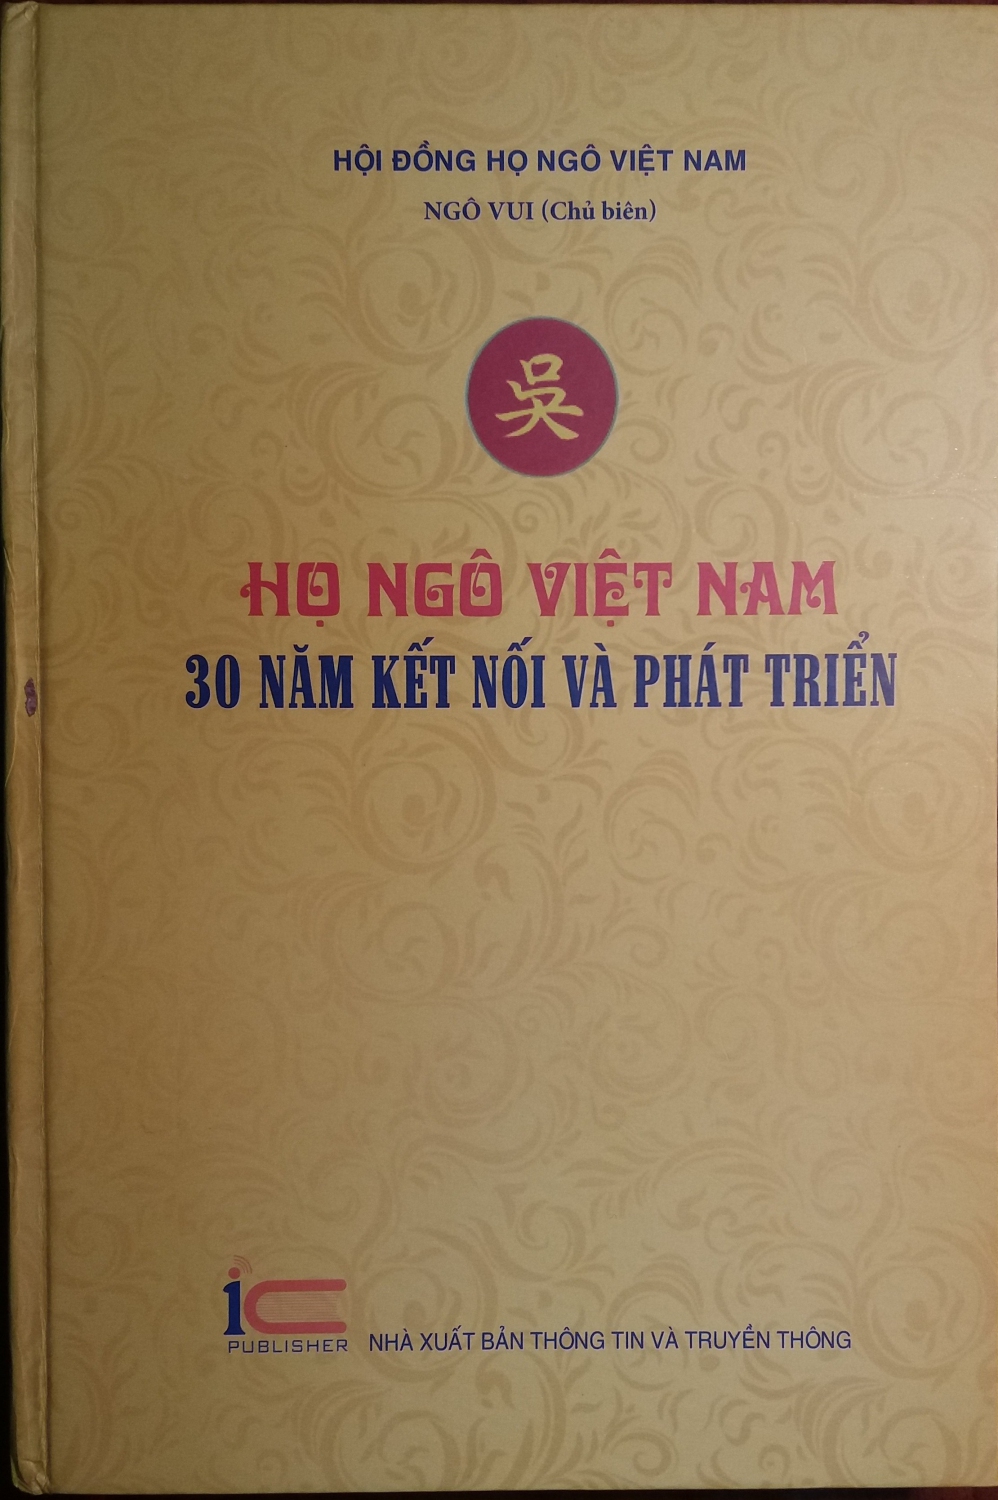 HỘI ĐỒNG HỌ NGÔ VIỆT NAM
NGÔ VUI (Chủ biên)
吳
HỌ NGÔ VIỆT NAM
30 NĂM KẾT NỐI VÀ PHÁT TRIỂN
iC
PUBLISHER NHÀ XUẤT BẢN THÔNG TIN VÀ TRUYỀN THÔNG